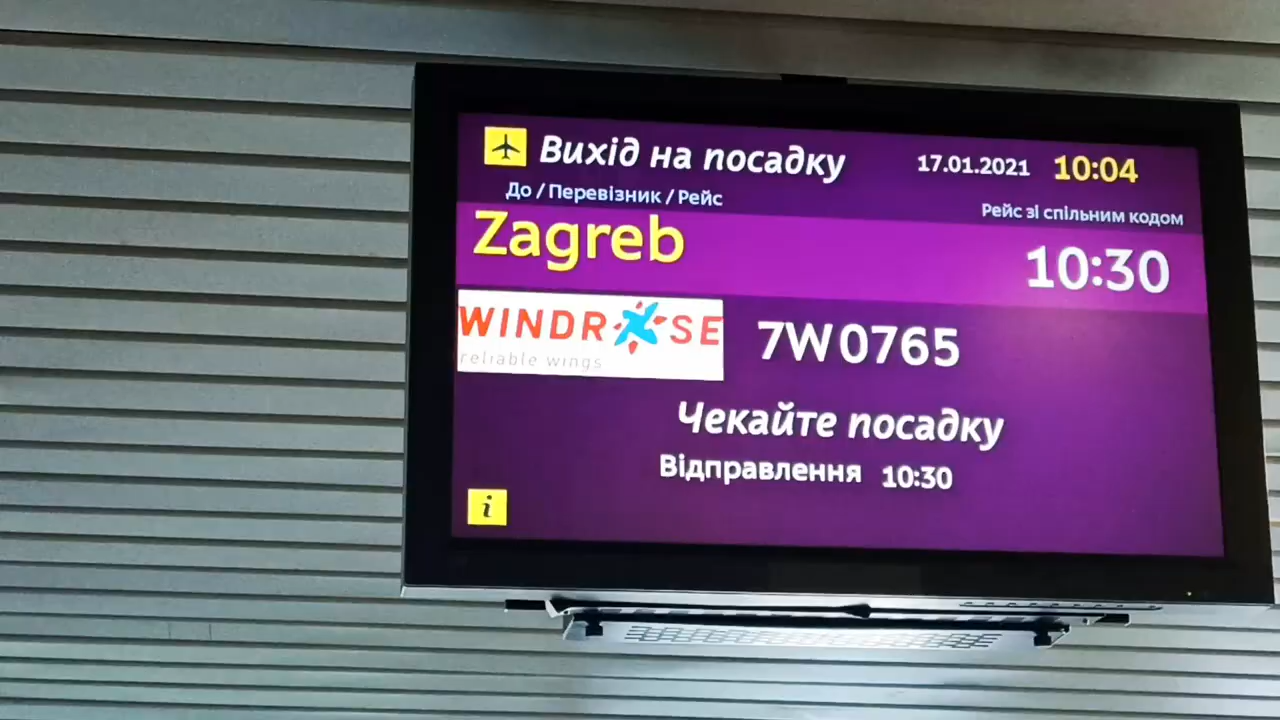 Вихід на посадку 17.01.2021 10:04
До / Перевізник / Рейс Рейс зі спільним кодом
Zagreb 10:30
WINDROSE 7W0765
reliable wings
Чекайте посадку
Відправлення 10:30
i